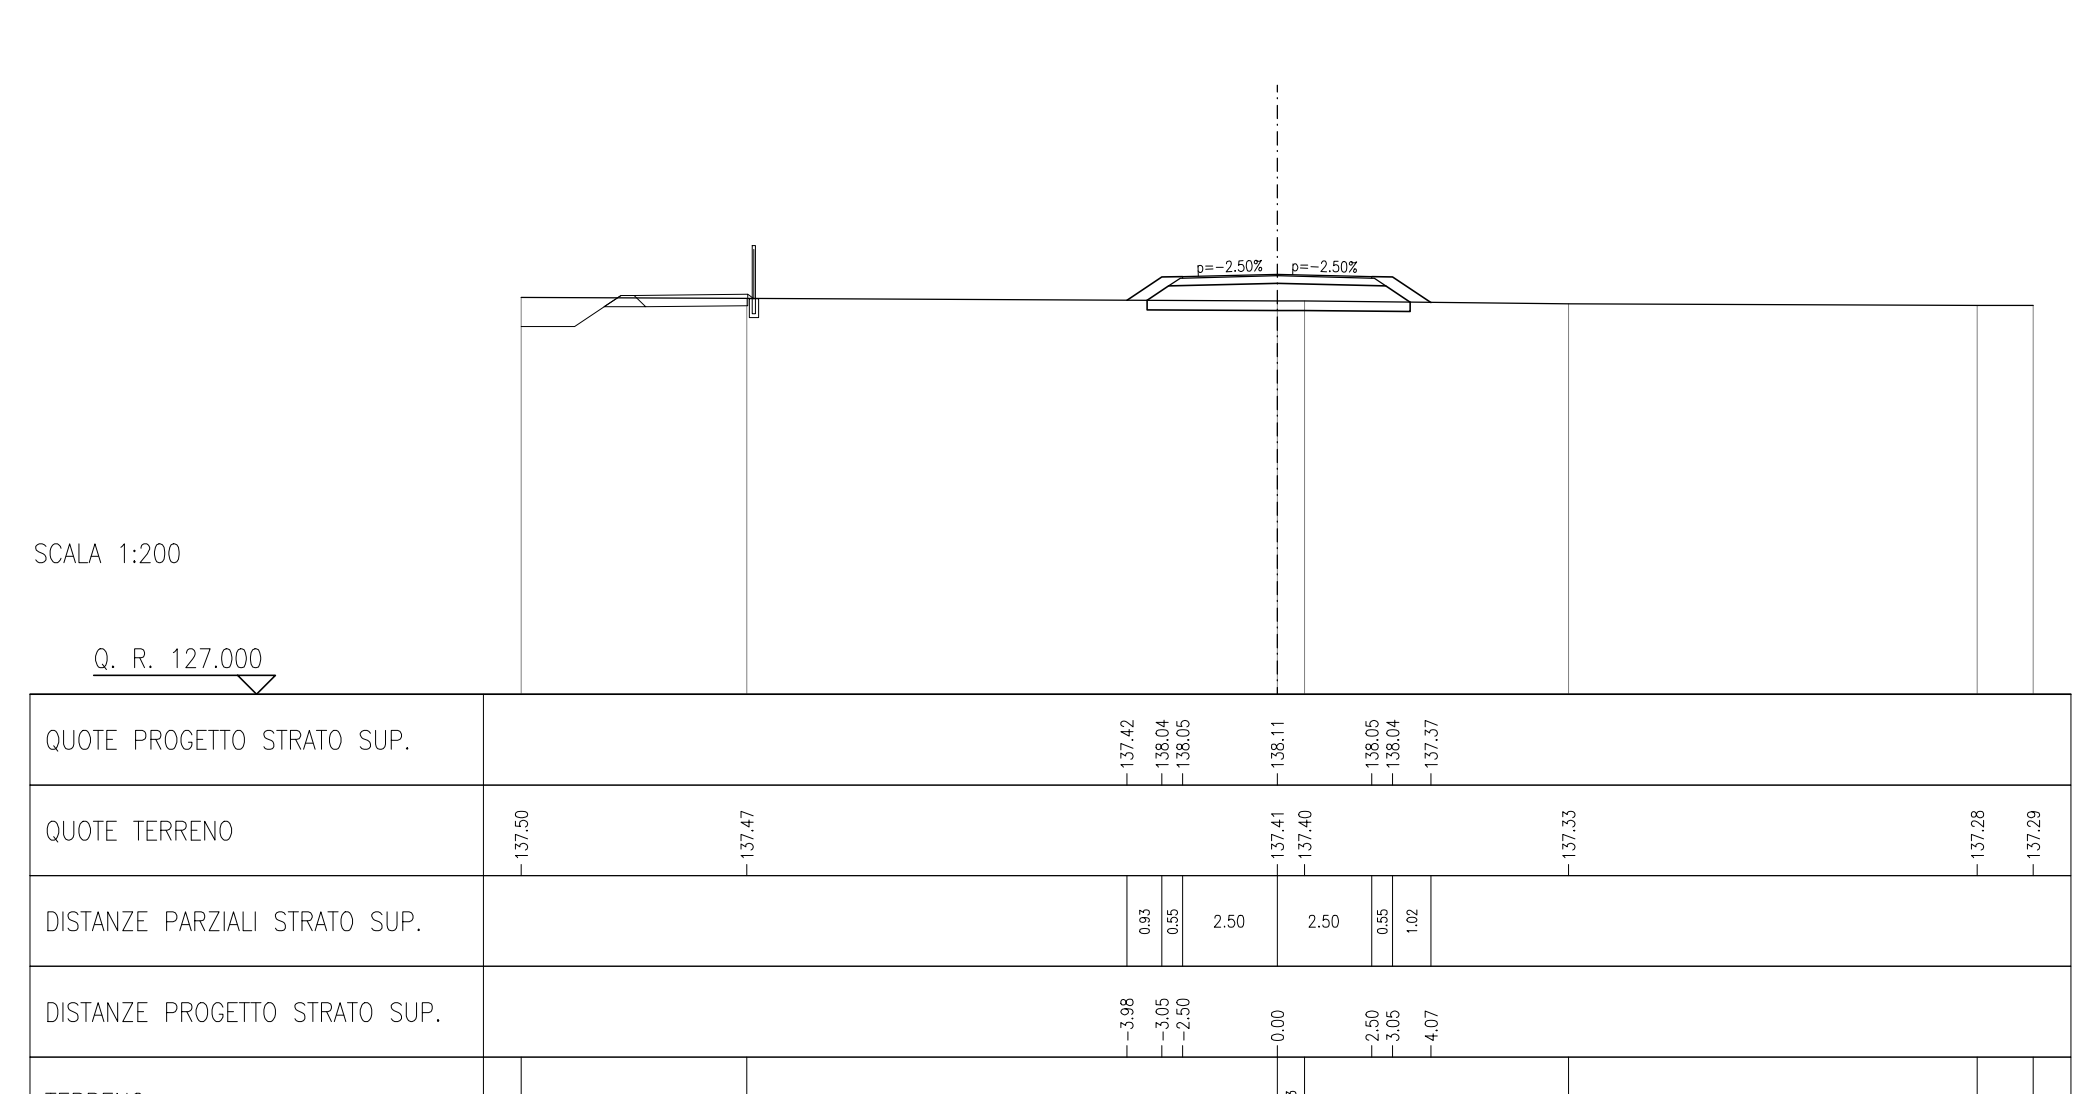 p=-2.50% p=-2.50%
SCALA 1:200
Q. R. 127.000
QUOTE PROGETTO STRATO SUP. 137.42 138.04 138.05 138.11 138.05 138.04 137.37
QUOTE TERRENO 137.50 137.47 137.41 137.40 137.33 137.28 137.29
DISTANZE PARZIALI STRATO SUP. 0.93 0.55 2.50 2.50 0.55 1.02
DISTANZE PROGETTO STRATO SUP. -3.98 -3.05 -2.50 0.00 2.50 3.05 4.07